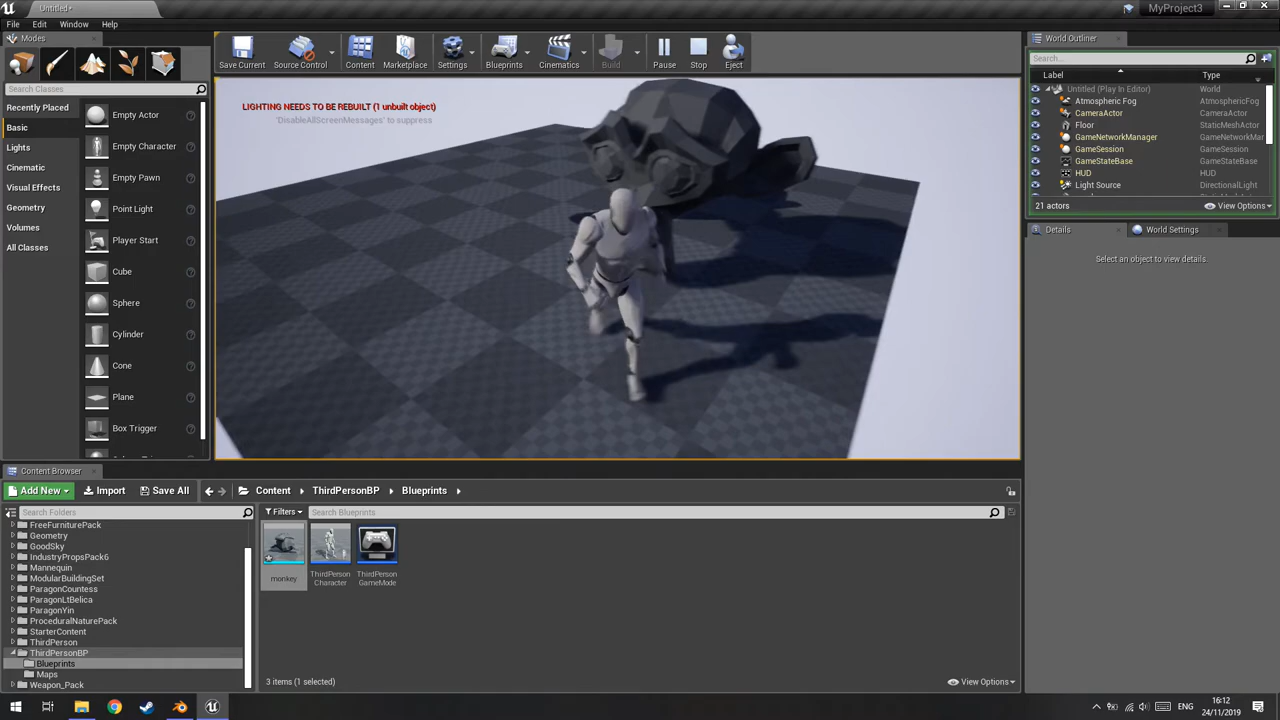 Untitled*
MyProject3
File Edit Window Help
Modes
Search Classes
Recently Placed
Basic
Lights
Cinematic
Visual Effects
Geometry
Volumes
All Classes
Empty Actor
Empty Character
Empty Pawn
Point Light
Player Start
Cube
Sphere
Cylinder
Cone
Plane
Box Trigger
Save Current Source Control Content Marketplace Settings Blueprints Cinematics Build Pause Stop Eject
LIGHTING NEEDS TO BE REBUILT (1 unbuilt object)
'DisableAllScreenMessages' to suppress
World Outliner
Search...
Label Type
Untitled (Play In Editor) World
Atmospheric Fog AtmosphericFog
CameraActor CameraActor
Floor StaticMeshActor
GameNetworkManager GameNetworkMar
GameSession GameSession
GameStateBase GameStateBase
HUD HUD
Light Source DirectionalLight
21 actors View Options
Details World Settings
Select an object to view details.
Content Browser
Add New Import Save All Content ThirdPersonBP Blueprints
Search Folders
Filters Search Blueprints
FreeFurniturePack
Geometry
GoodSky
IndustryPropsPack6
Mannequin
ModularBuildingSet
ParagonCountess
ParagonLtBelica
ParagonYin
ProceduralNaturePack
StarterContent
ThirdPerson
ThirdPersonBP
Blueprints
Maps
Weapon_Pack
monkey
ThirdPerson
Character
ThirdPerson
GameMode
3 items (1 selected) View Options
ENG
16:12
24/11/2019